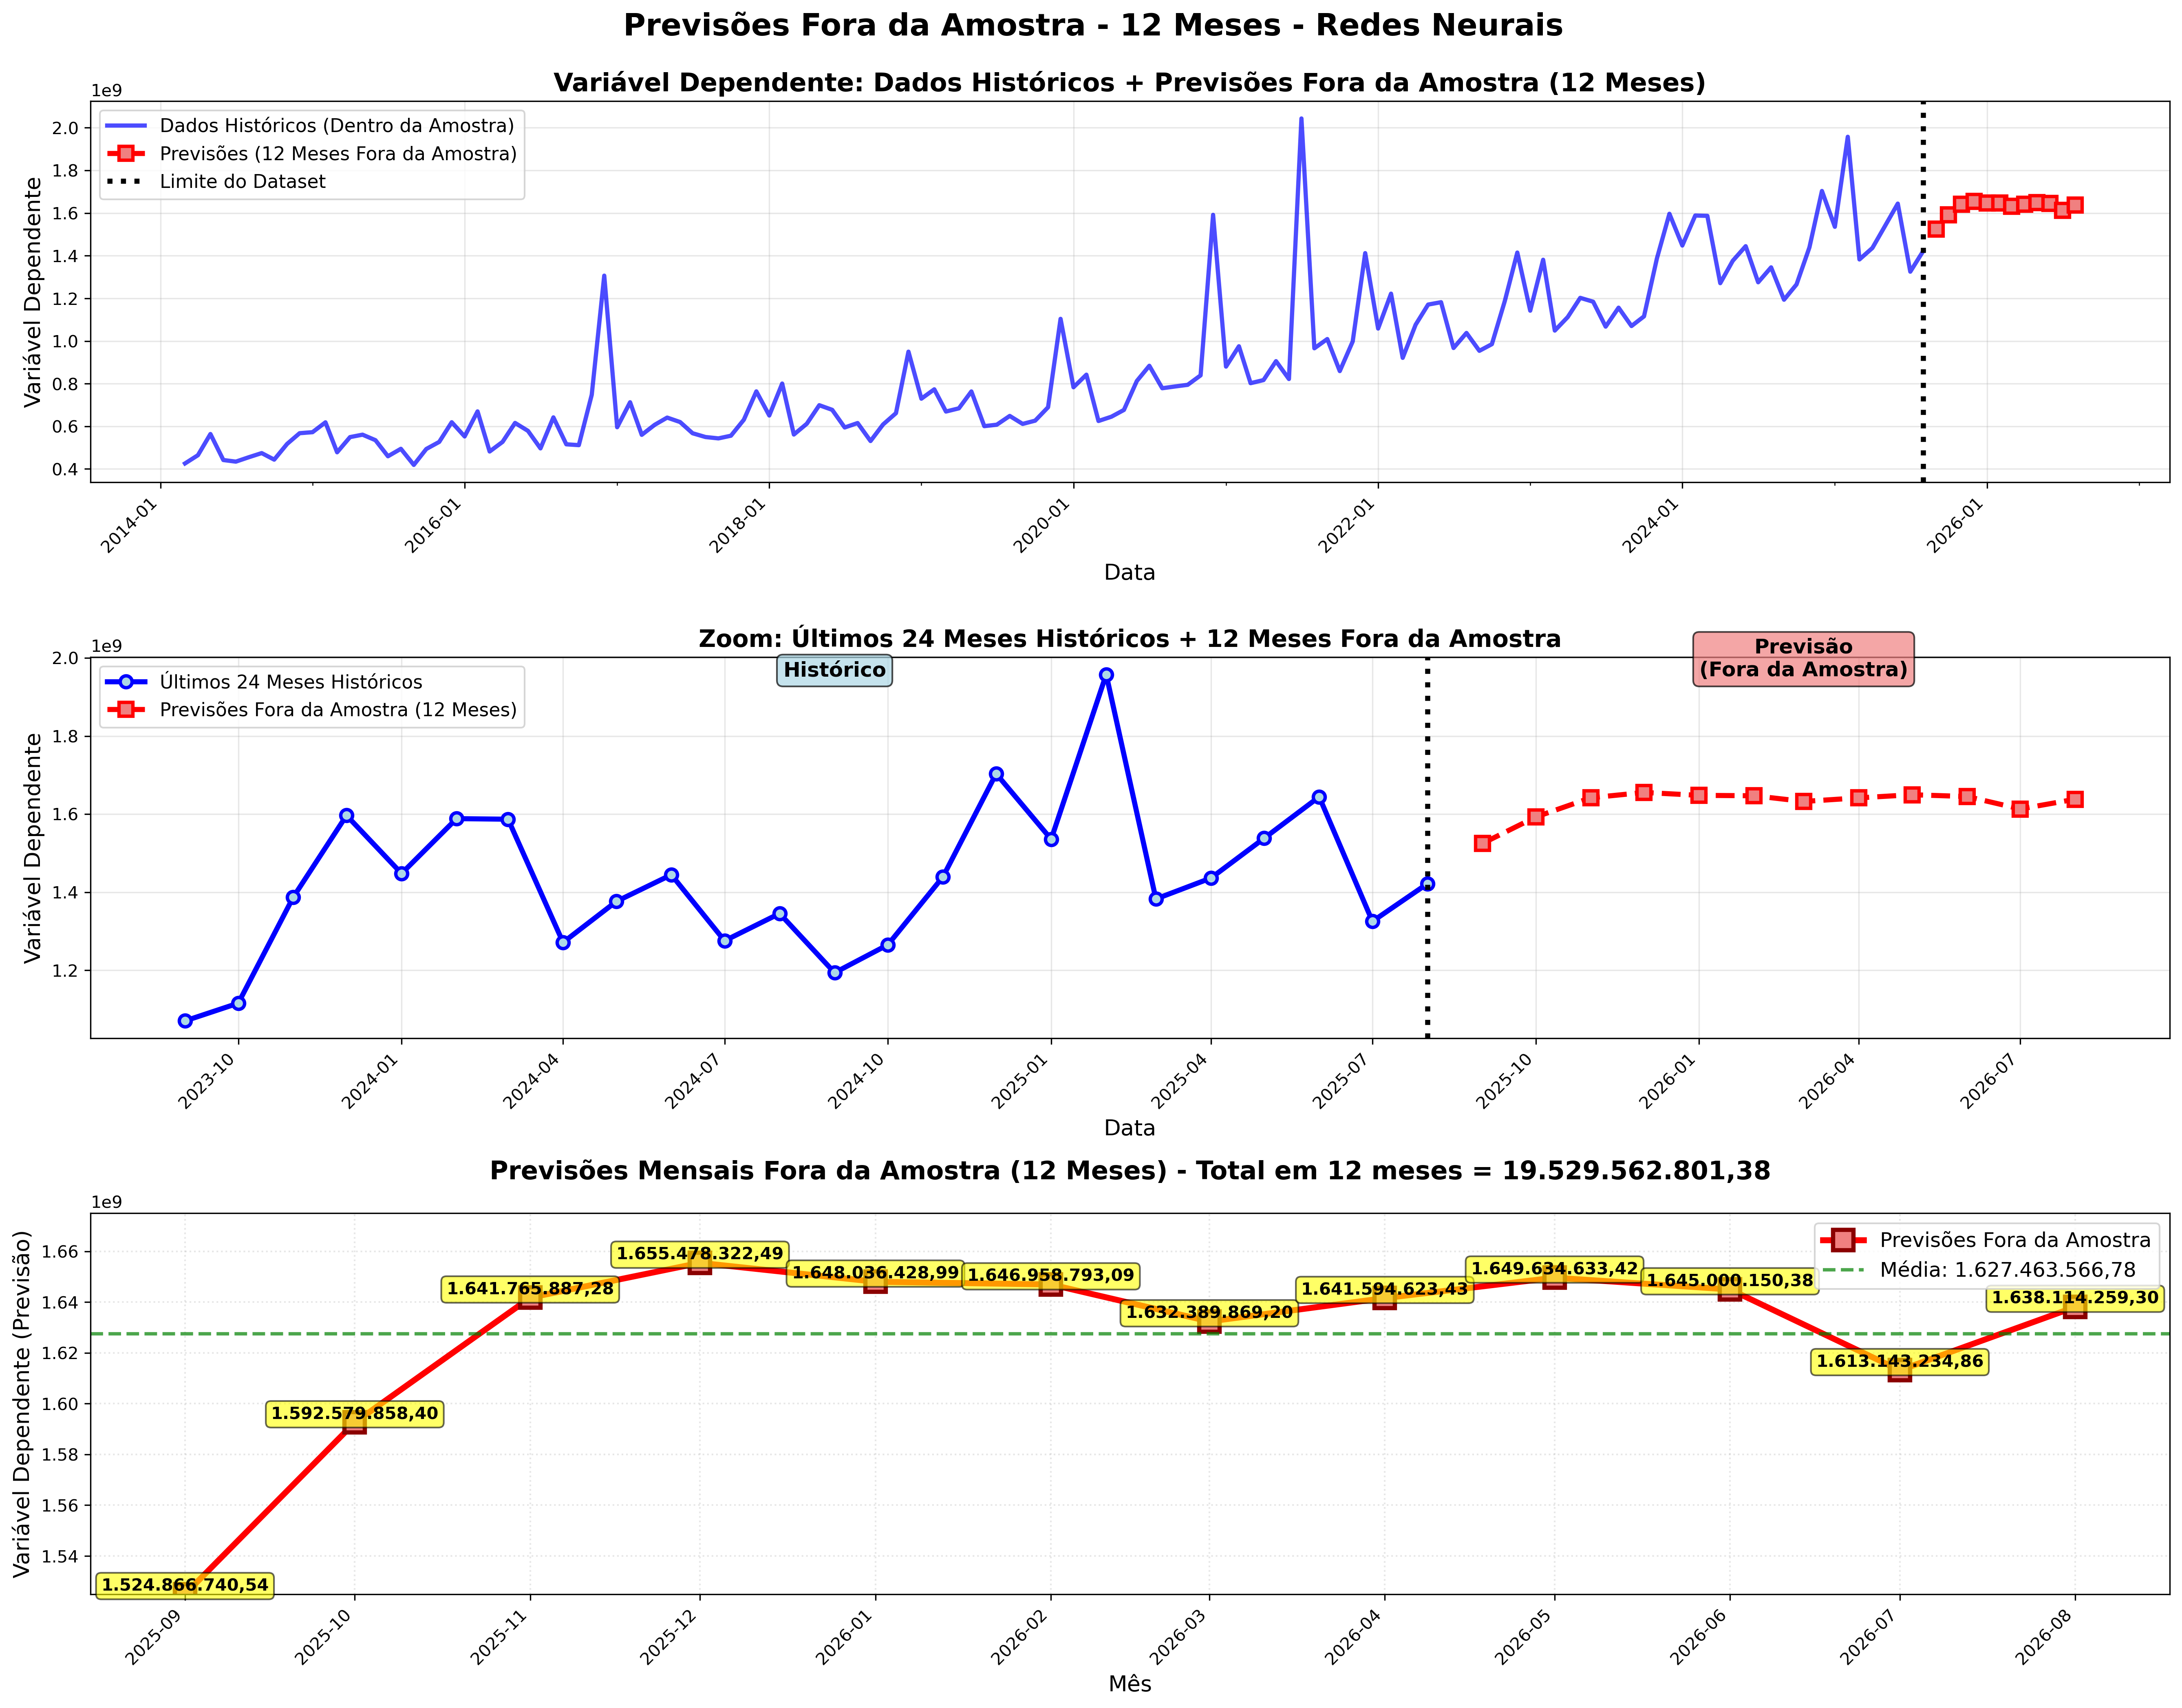 Previsões Fora da Amostra - 12 Meses - Redes Neurais
Variável Dependente: Dados Históricos + Previsões Fora da Amostra (12 Meses)
1e9
Dados Históricos (Dentro da Amostra)
Previsões (12 Meses Fora da Amostra)
Limite do Dataset
Variável Dependente
2.0
1.8
1.6
1.4
1.2
1.0
0.8
0.6
0.4
2014-01
2016-01
2018-01
2020-01
2022-01
2024-01
2026-01
Data
Zoom: Últimos 24 Meses Históricos + 12 Meses Fora da Amostra
1e9
Últimos 24 Meses Históricos
Previsões Fora da Amostra (12 Meses)
Histórico
Previsão
(Fora da Amostra)
Variável Dependente
2.0
1.8
1.6
1.4
1.2
2023-10
2024-01
2024-04
2024-07
2024-10
2025-01
2025-04
2025-07
2025-10
2026-01
2026-04
2026-07
Data
Previsões Mensais Fora da Amostra (12 Meses) - Total em 12 meses = 19.529.562.801,38
1e9
Previsões Fora da Amostra
Média: 1.627.463.566,78
Variável Dependente (Previsão)
1.66
1.64
1.62
1.60
1.58
1.56
1.54
1.524.866.740,54
1.592.579.858,40
1.641.765.887,28
1.655.478.322,49
1.648.036.428,99
1.646.958.793,09
1.632.389.869,20
1.641.594.623,43
1.649.634.633,42
1.645.000.150,38
1.613.143.234,86
1.638.114.259,30
2025-09
2025-10
2025-11
2025-12
2026-01
2026-02
2026-03
2026-04
2026-05
2026-06
2026-07
2026-08
Mês